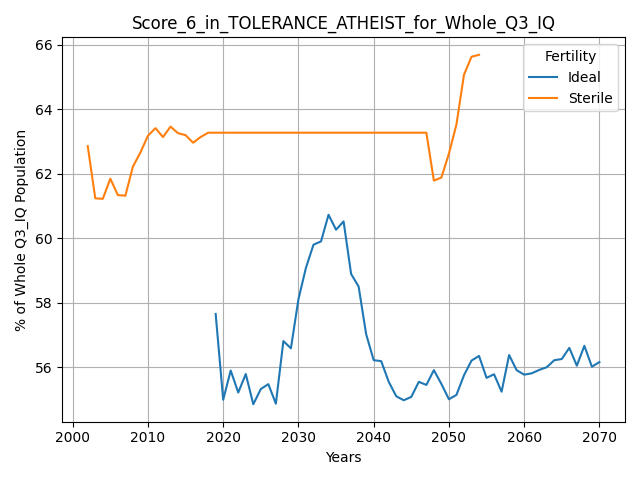 Score_6_in_TOLERANCE_ATHEIST_for_Whole_Q3_IQ
% of Whole Q3_IQ Population
66
64
62
60
58
56
Fertility
Ideal
Sterile
2000 2010 2020 2030 2040 2050 2060 2070
Years